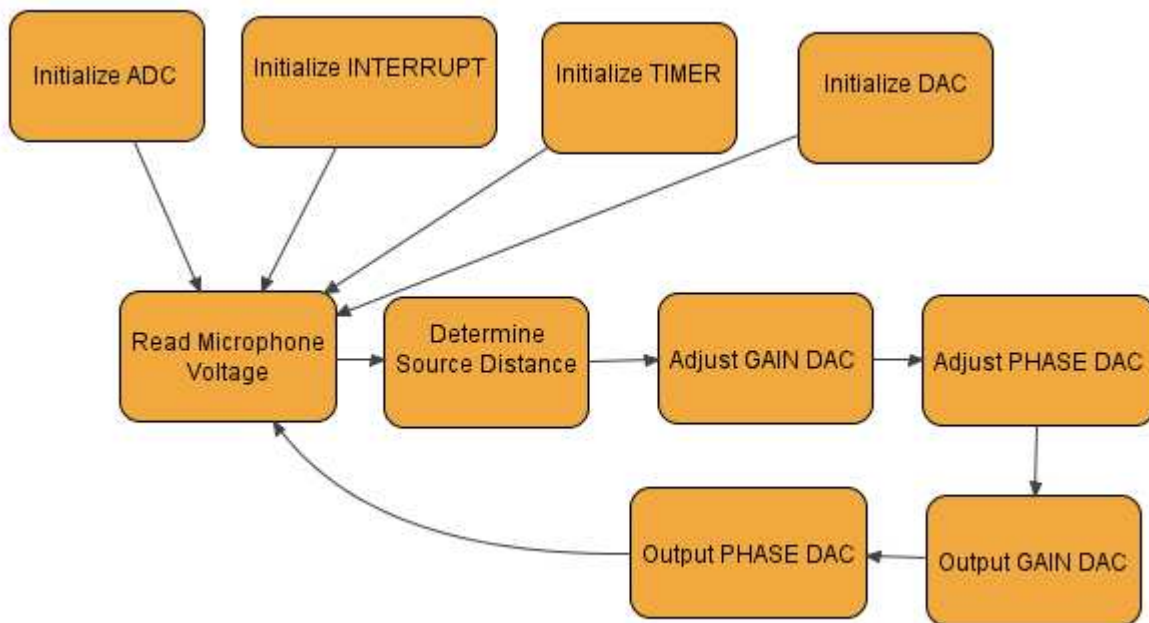 Initialize ADC
Initialize INTERRUPT
Initialize TIMER
Initialize DAC
Read Microphone
Voltage
Determine
Source Distance
Adjust GAIN DAC
Adjust PHASE DAC
Output GAIN DAC
Output PHASE DAC